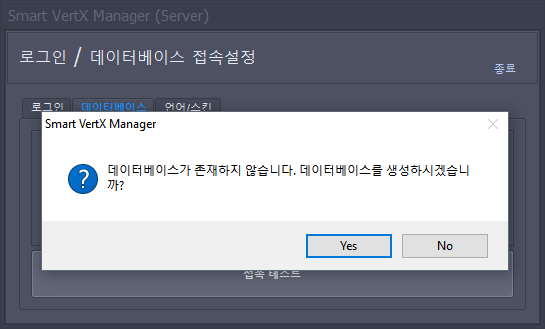 Smart VertX Manager (Server)
로그인 / 데이터베이스 접속설정
종료
로그인 데이터베이스 언어/스킨
Smart VertX Manager
데이터베이스가 존재하지 않습니다. 데이터베이스를 생성하시겠습니
까?
Yes No
접속 테스트